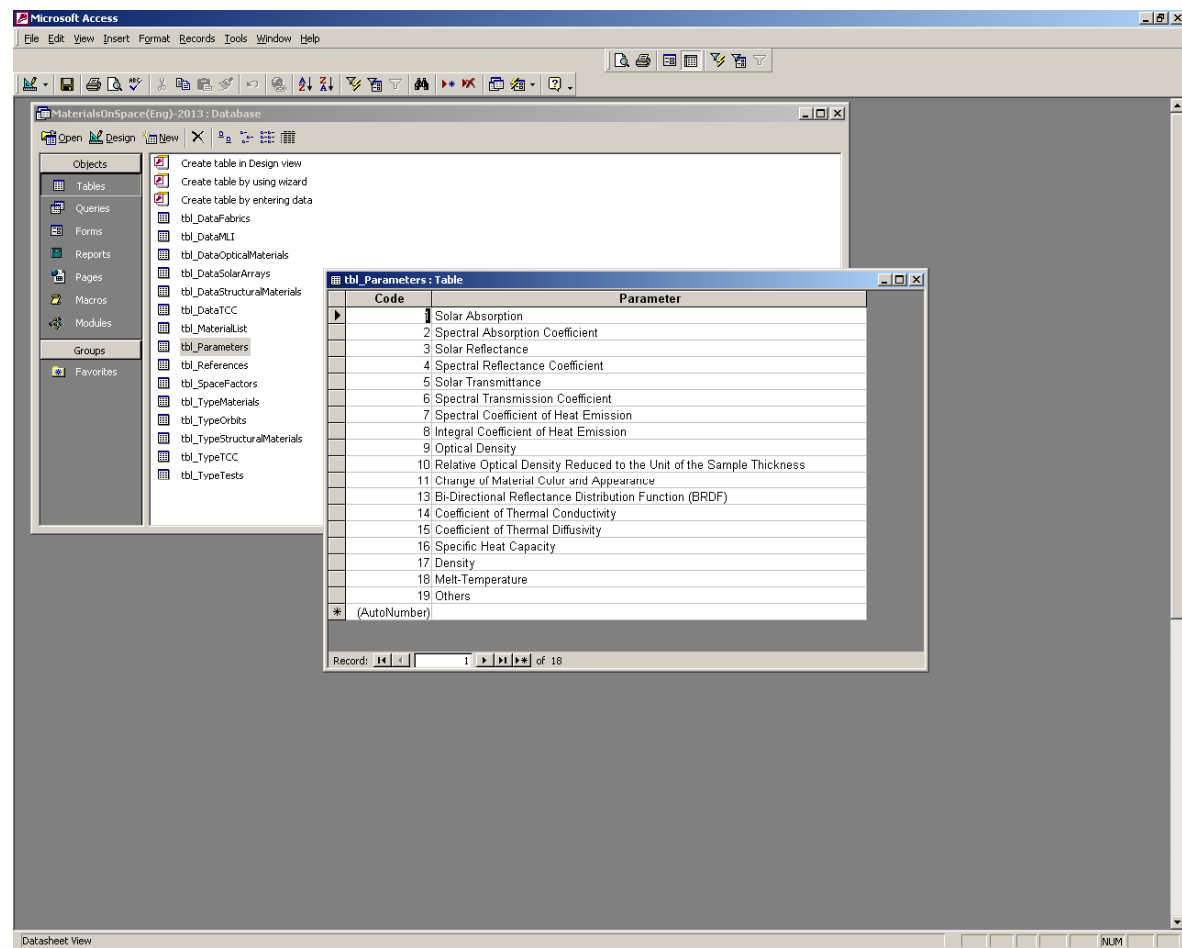 Microsoft Access
File Edit View Insert Format Records Tools Window Help
MaterialsOnSpace(Eng)-2013 : Database
Open Design New
Objects
Tables
Queries
Forms
Reports
Pages
Macros
Modules
Groups
Favorites
Create table in Design view
Create table by using wizard
Create table by entering data
tbl_DataFabrics
tbl_DataMLI
tbl_DataOpticalMaterials
tbl_DataSolarArrays
tbl_DataStructuralMaterials
tbl_DataTCC
tbl_MaterialList
tbl_Parameters
tbl_References
tbl_SpaceFactors
tbl_TypeMaterials
tbl_TypeOrbits
tbl_TypeStructuralMaterials
tbl_TypeTCC
tbl_TypeTests
tbl_Parameters : Table
Code Parameter
1 Solar Absorption
2 Spectral Absorption Coefficient
3 Solar Reflectance
4 Spectral Reflectance Coefficient
5 Solar Transmittance
6 Spectral Transmission Coefficient
7 Spectral Coefficient of Heat Emission
8 Integral Coefficient of Heat Emission
9 Optical Density
10 Relative Optical Density Reduced to the Unit of the Sample Thickness
11 Change of Material Color and Appearance
13 Bi-Directional Reflectance Distribution Function (BRDF)
14 Coefficient of Thermal Conductivity
15 Coefficient of Thermal Diffusivity
16 Specific Heat Capacity
17 Density
18 Melt-Temperature
19 Others
(AutoNumber)
Record: 1 of 18
Datasheet View NUM